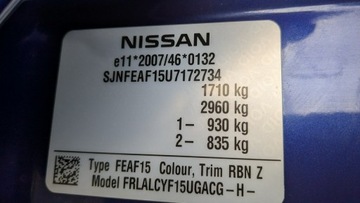 NISSAN
e11*2007/46*0132
SJNFEAF15U7172734
1710 kg
2960 kg
1- 930 kg
2- 835 kg
Type FEAF15 Colour, Trim RBN Z
Model FRLALCYF15UGACG-H-